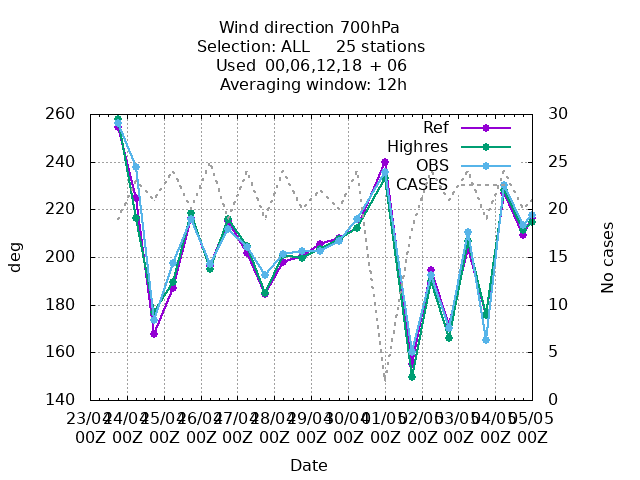 Wind direction 700hPa
Selection: ALL     25 stations
Used  00,06,12,18 + 06
Averaging window: 12h
260
240
220
200
180
160
140
30
25
20
15
10
5
0
Ref
Highres
OBS
CASES
deg
No cases
23/04 24/04 25/04 26/04 27/04 28/04 29/04 30/04 01/05 02/05 03/05 04/05 05/05
00Z 00Z 00Z 00Z 00Z 00Z 00Z 00Z 00Z 00Z 00Z 00Z 00Z
Date